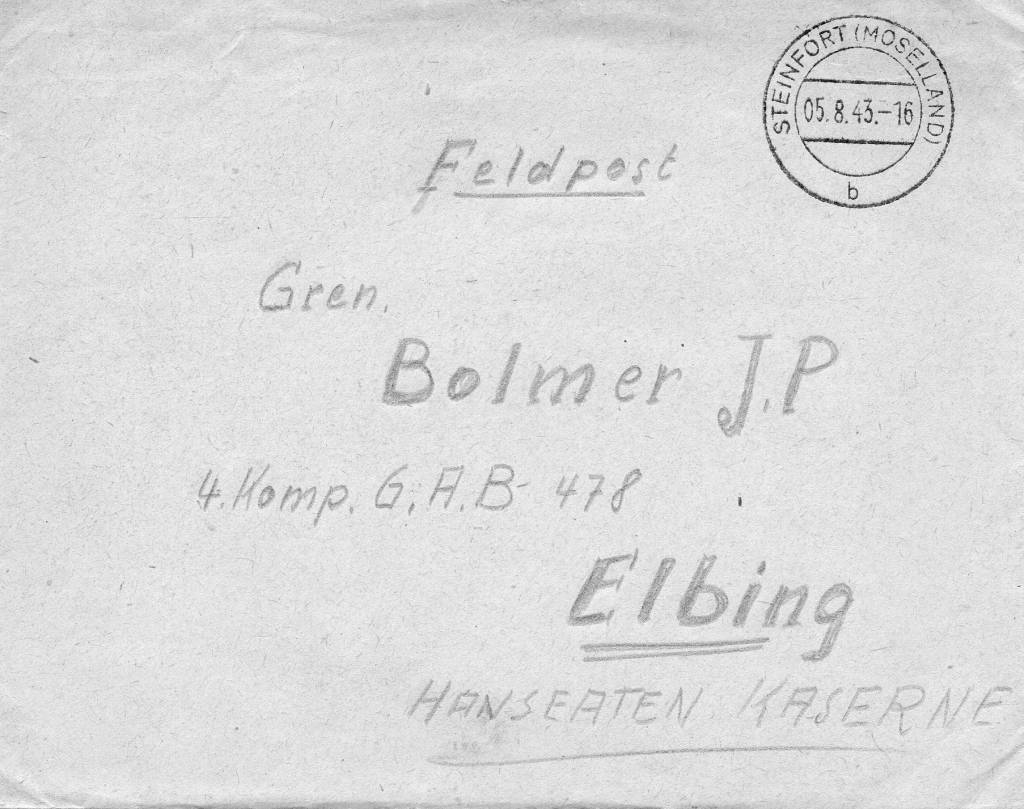 STEINFORT (MOSELLAND)
05.8.43.-16
b
Feldpost
Gren.
Bolmer J.P
4. Komp. G.A.B- 478
Elbing
HANSEATEN KASERNE